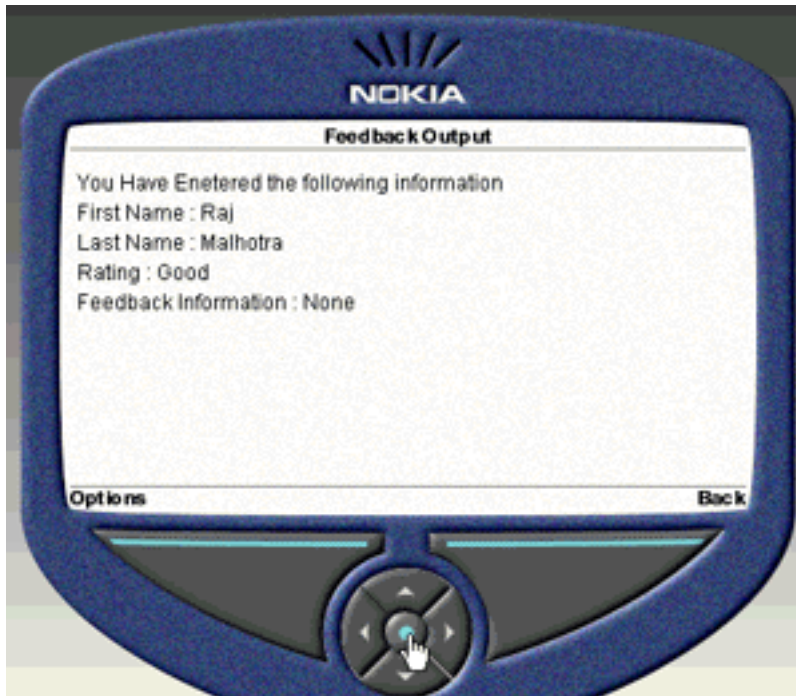 NOKIA
Feedback Output
You Have Enetered the following information
First Name : Raj
Last Name : Malhotra
Rating : Good
Feedback Information : None
Options Back